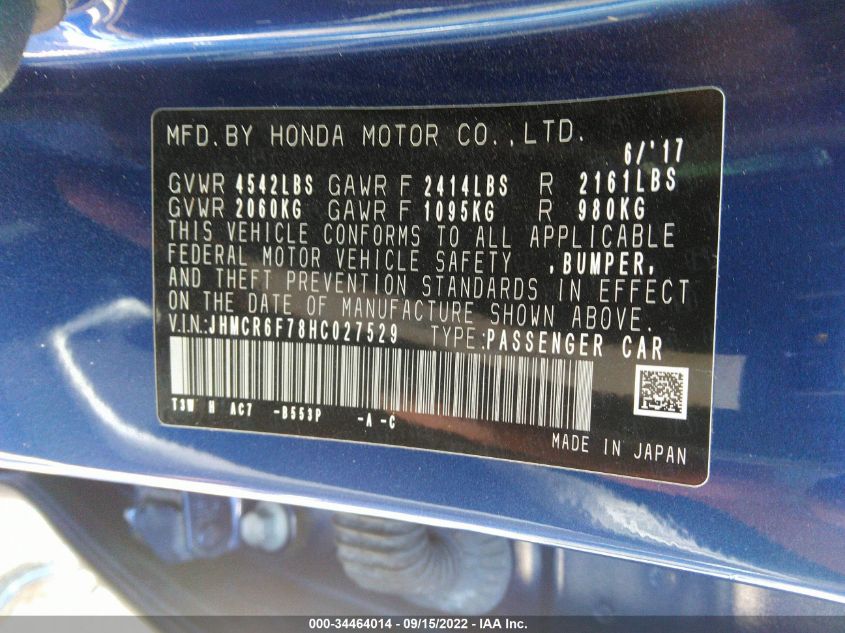 MFD.BY HONDA MOTOR CO.,LTD. 6/'17
GVWR 4542LBS GAWR F 2414LBS R 2161LBS
GVWR 2060KG GAWR F 1095KG R 980KG
THIS VEHICLE CONFORMS TO ALL APPLICABLE
FEDERAL MOTOR VEHICLE SAFETY ,BUMPER,
AND THEFT PREVENTION STANDARDS IN EFFECT
ON THE DATE OF MANUFACTURE SHOWN ABOVE.
V.IN.:JHMCR6F78HC027529 TYPE:PASSENGER CAR
T3W N AC7 -B553P -A -C
MADE IN JAPAN
000-34464014 - 09/15/2022 - IAA Inc.